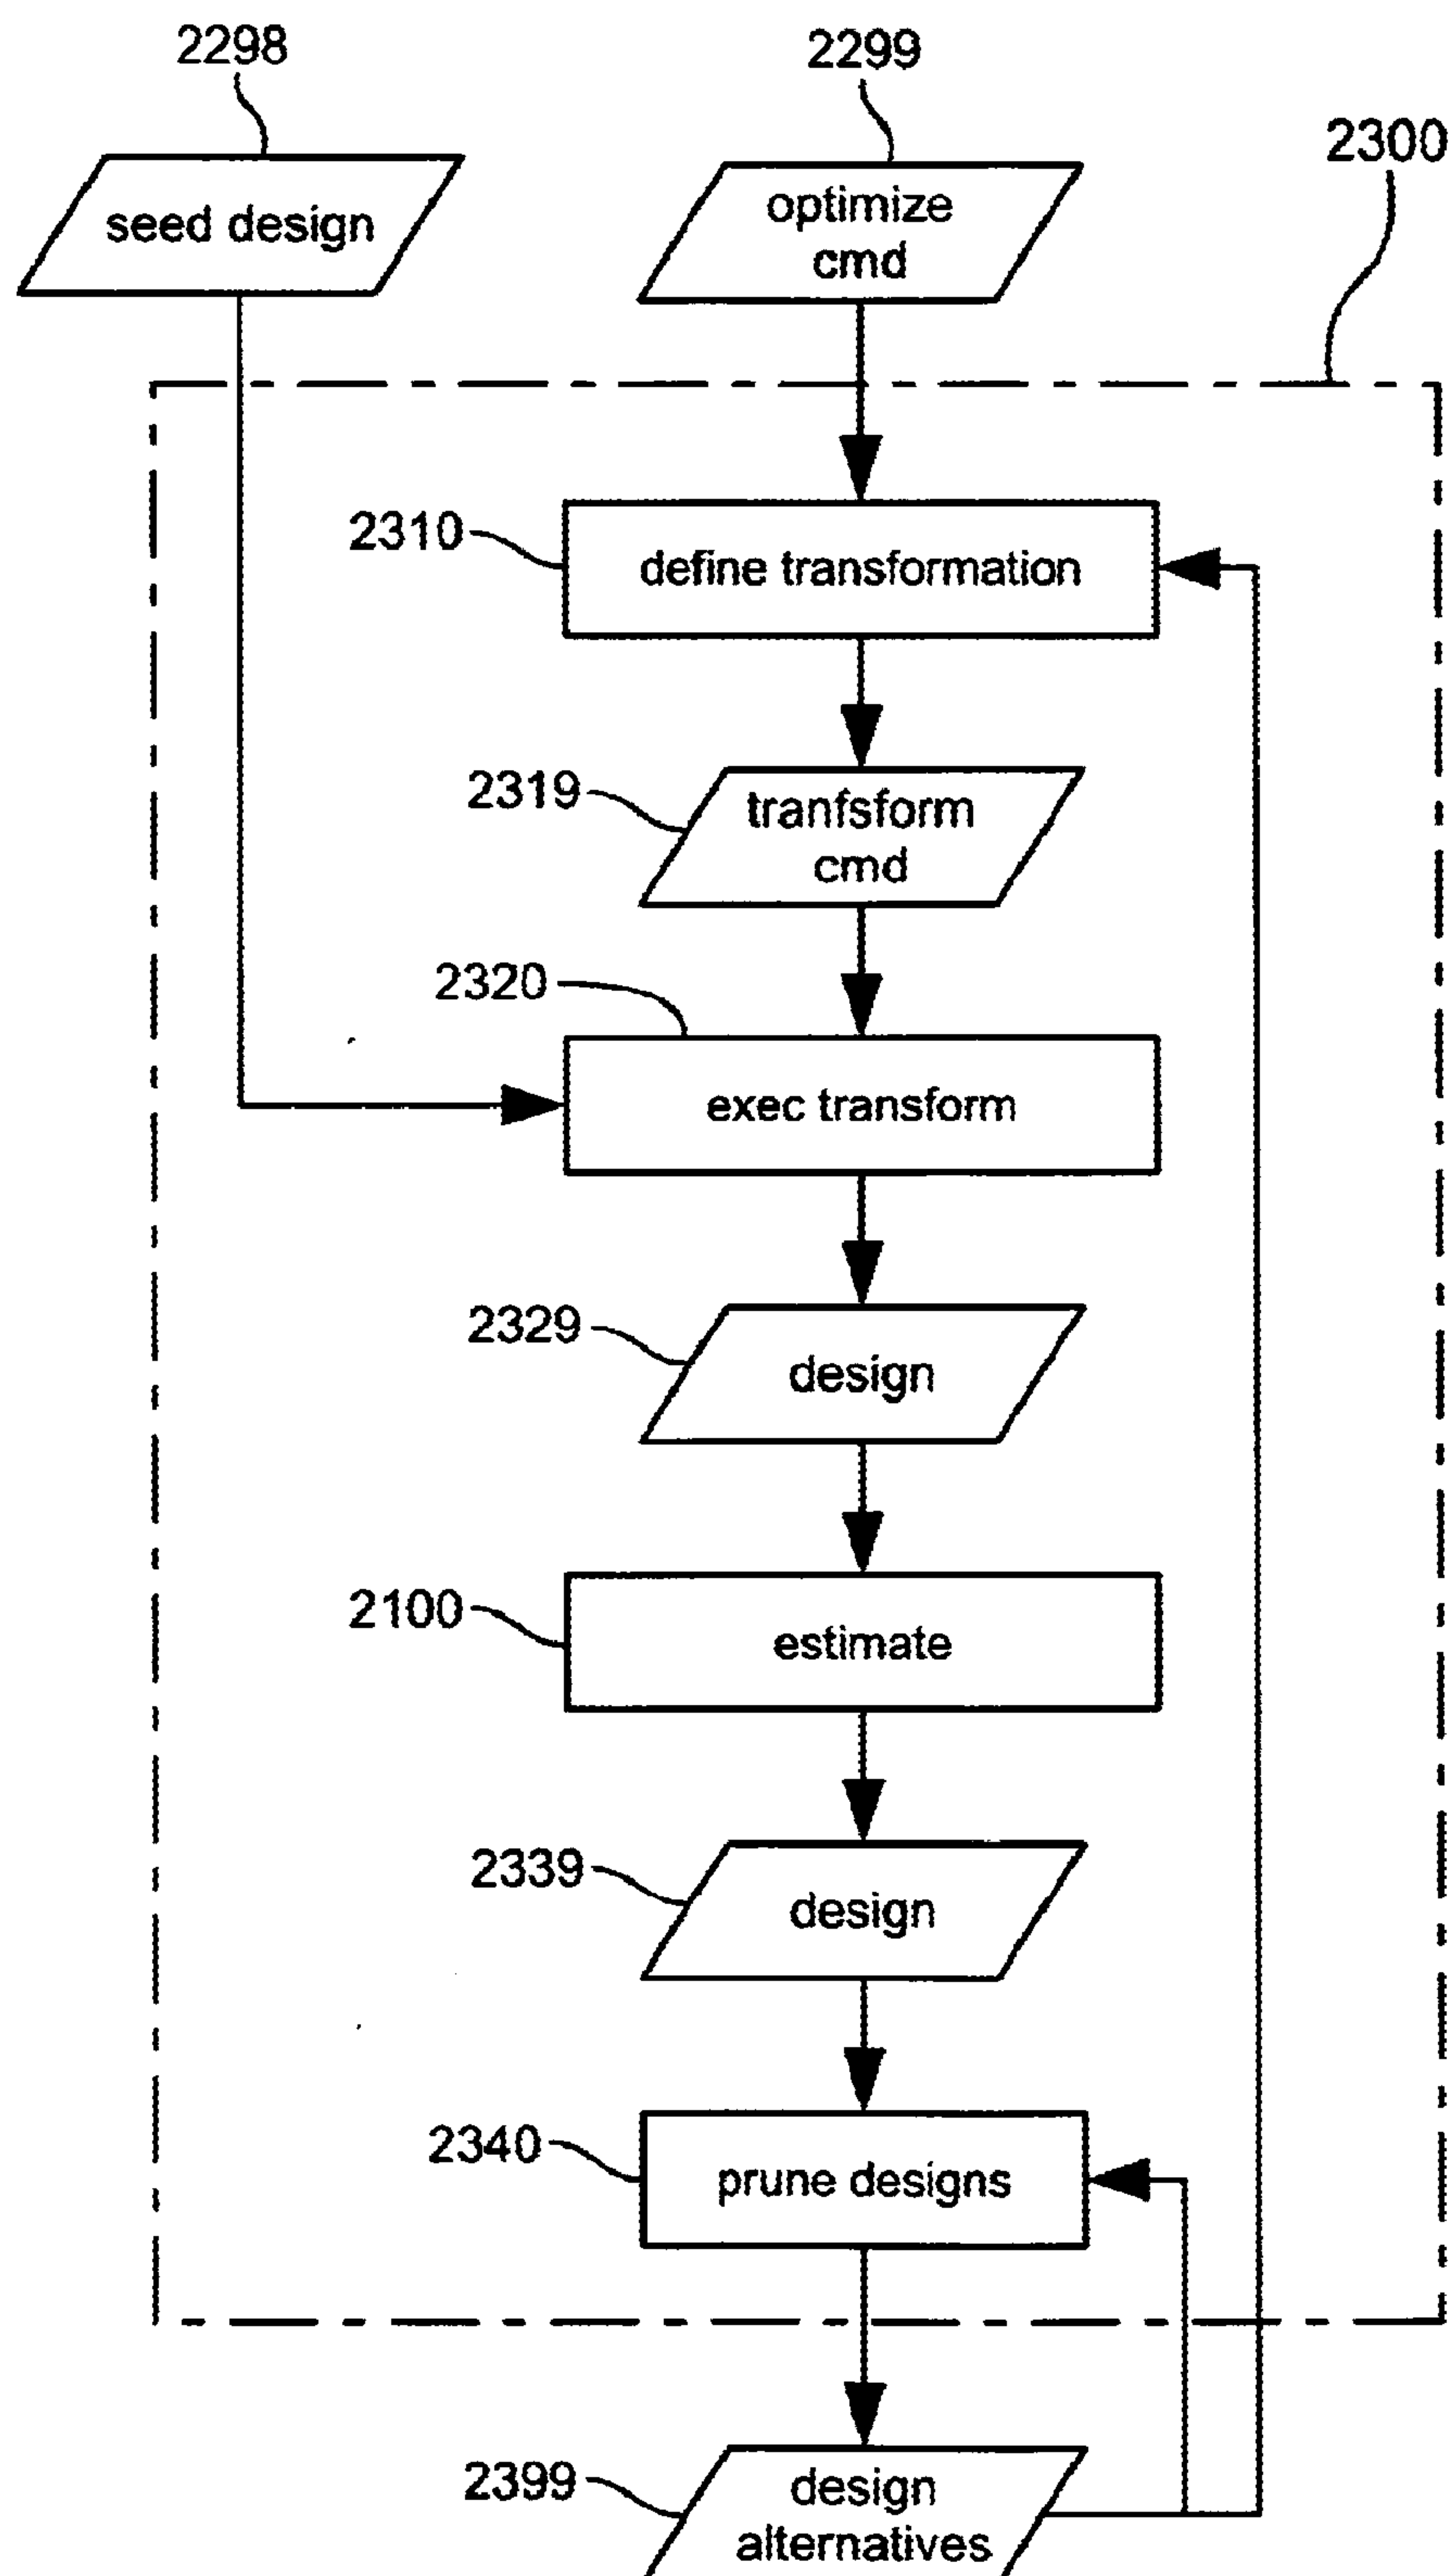 2298
2299
2300
seed design
optimize
cmd
2310
define transformation
2319
tranfsform
cmd
2320
exec transform
2329
design
2100
estimate
2339
design
2340
prune designs
2399
design
alternatives